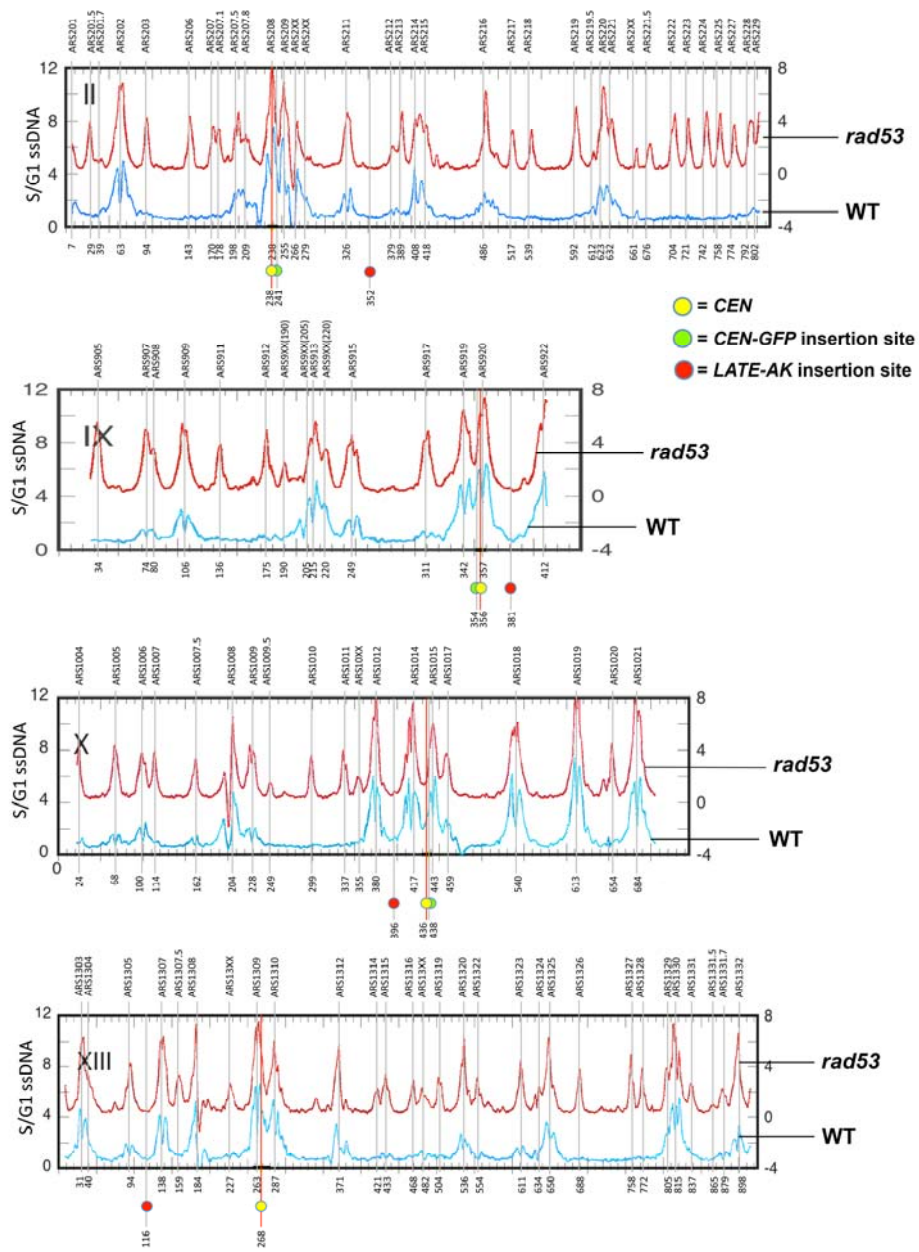 ARS201 ARS201.5 ARS201.7 ARS202 ARS203 ARS206 ARS207 ARS207.1 ARS207.5 ARS207.8 ARS208 ARS209 ARS2XX ARS2XX ARS211 ARS212 ARS213 ARS214 ARS215 ARS216 ARS217 ARS218 ARS219 ARS219.5 ARS220 ARS221 ARS2XX ARS221.5 ARS222 ARS223 ARS224 ARS225 ARS227 ARS228 ARS229
12 8
II
8 4
rad53
S/G1 ssDNA
4 0
WT
0 -4
7 29 39 63 94 143 170 178 198 209 238 255 266 279 326 379 389 408 418 486 517 539 592 612 623 632 661 676 704 721 742 758 774 792 802
238 241 352
= CEN
= CEN-GFP insertion site
= LATE-AK insertion site
ARS905 ARS907 ARS908 ARS909 ARS911 ARS912 ARS9XX(190) ARS9XX(205) ARS913 ARS9XX(220) ARS915 ARS917 ARS919 ARS920 ARS922
12 8
IX
8 4
rad53
S/G1 ssDNA
4 0
WT
0 -4
34 74 80 106 136 175 190 205 215 220 249 311 342 357 412
354 356 381
ARS1004 ARS1005 ARS1006 ARS1007 ARS1007.5 ARS1008 ARS1009 ARS1009.5 ARS1010 ARS1011 ARS10XX ARS1012 ARS1014 ARS1015 ARS1017 ARS1018 ARS1019 ARS1020 ARS1021
12 8
X
8 4
rad53
S/G1 ssDNA
4 0
WT
0 -4
0 24 68 100 114 162 204 228 249 299 337 355 380 417 443 459 540 613 654 684
396 436 438
ARS1303 ARS1304 ARS1305 ARS1307 ARS1307.5 ARS1308 ARS13XX ARS1309 ARS1310 ARS1312 ARS1314 ARS1315 ARS1316 ARS13XX ARS1319 ARS1320 ARS1322 ARS1323 ARS1324 ARS1325 ARS1326 ARS1327 ARS1328 ARS1329 ARS1330 ARS1331 ARS1331.5 ARS1331.7 ARS1332
12 8
XIII
8 4
rad53
S/G1 ssDNA
4 0
WT
0 -4
31 40 94 138 159 184 227 263 287 371 421 433 468 482 504 536 554 611 634 650 688 758 772 805 815 837 865 879 898
116 268